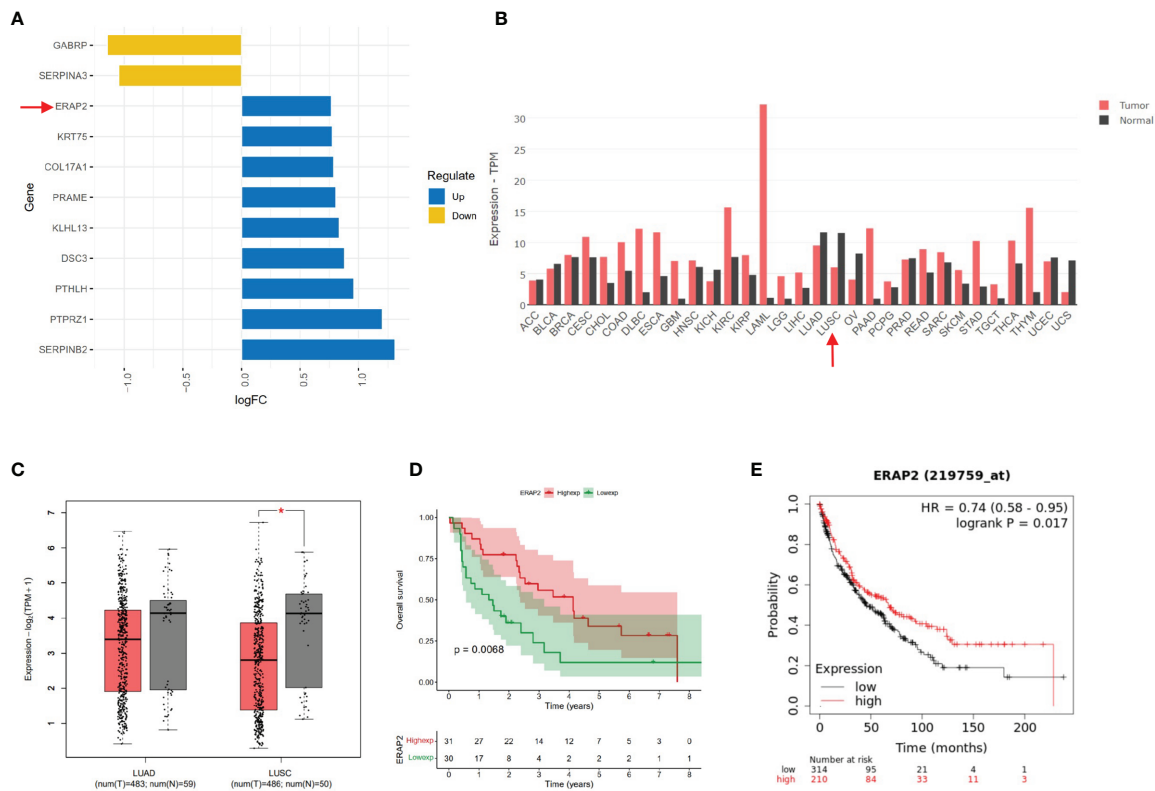 A
GABRP
SERPINA3
ERAP2
KRT75
COL17A1
PRAME
KLHL13
DSC3
PTHLH
PTPRZ1
SERPINB2
Gene
−1.0
−0.5
0.0
0.5
1.0
logFC
Regulate
Up
Down
B
Expression - TPM
30
25
20
15
10
5
0
ACC
BLCA
BRCA
CESC
CHOL
COAD
DLBC
ESCA
GBM
HNSC
KICH
KIRC
KIRP
LAML
LGG
LIHC
LUAD
LUSC
OV
PAAD
PCPG
PRAD
READ
SARC
SKCM
STAD
TGCT
THCA
THYM
UCEC
UCS
Tumor
Normal
C
Expression − log2(TPM + 1)
7
6
5
4
3
2
1
*
LUAD
(num(T)=483; num(N)=59)
LUSC
(num(T)=486; num(N)=50)
D
ERAP2 Highexp Lowexp
Overall survival
1.00
0.75
0.50
0.25
0.00
p = 0.0068
0 1 2 3 4 5 6 7 8
Time (years)
ERAP2
Highexp 31 27 22 14 12 7 5 3 0
Lowexp 30 17 8 4 2 2 2 1 1
0 1 2 3 4 5 6 7 8
Time (years)
E
ERAP2 (219759_at)
HR = 0.74 (0.58 - 0.95)
logrank P = 0.017
Probability
1.0
0.8
0.6
0.4
0.2
0.0
Expression
low
high
0 50 100 150 200
Time (months)
Number at risk
low 314 95 21 4 1
high 210 84 33 11 3